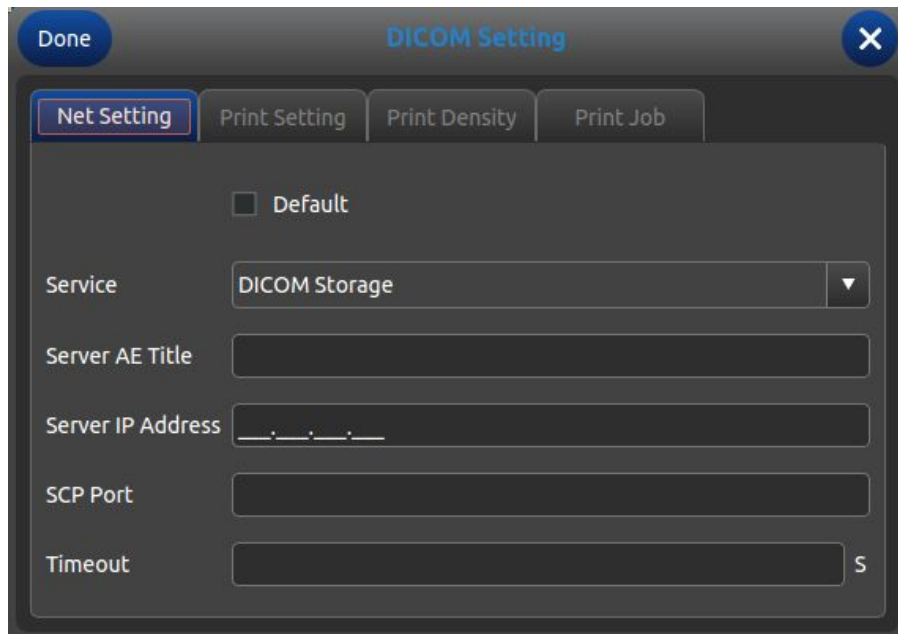 Done DICOM Setting
Net Setting Print Setting Print Density Print Job
Default
Service DICOM Storage
Server AE Title
Server IP Address ___.___.___.___
SCP Port
Timeout S